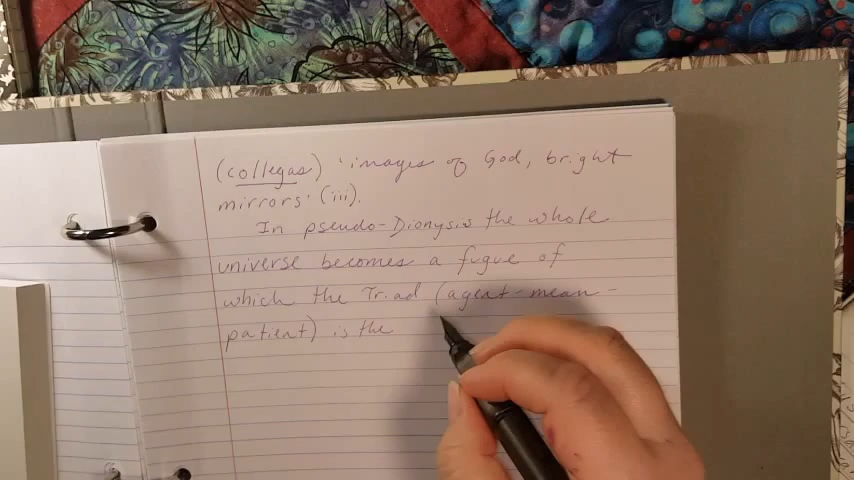 (collegas) 'images of God, bright
mirrors' (iii).
In pseudo-Dionysis the whole
universe becomes a fugue of
which the Triad (agent-mean-
patient) is the